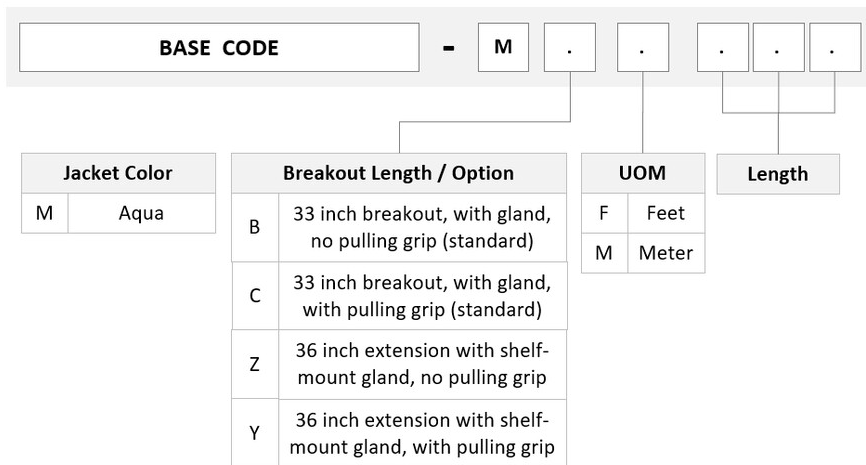 BASE CODE - M . . . . .
Jacket Color
M Aqua
Breakout Length / Option
B 33 inch breakout, with gland,
no pulling grip (standard)
C 33 inch breakout, with gland,
with pulling grip (standard)
Z 36 inch extension with shelf-
mount gland, no pulling grip
Y 36 inch extension with shelf-
mount gland, with pulling grip
UOM
F Feet
M Meter
Length